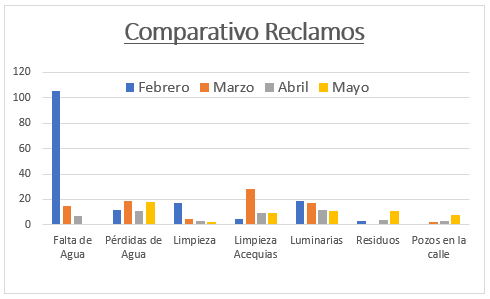 Comparativo Reclamos
120
Febrero Marzo Abril Mayo
100
80
60
40
20
0
Falta de Agua
Pérdidas de Agua
Limpieza
Limpieza Acequias
Luminarias
Residuos
Pozos en la calle